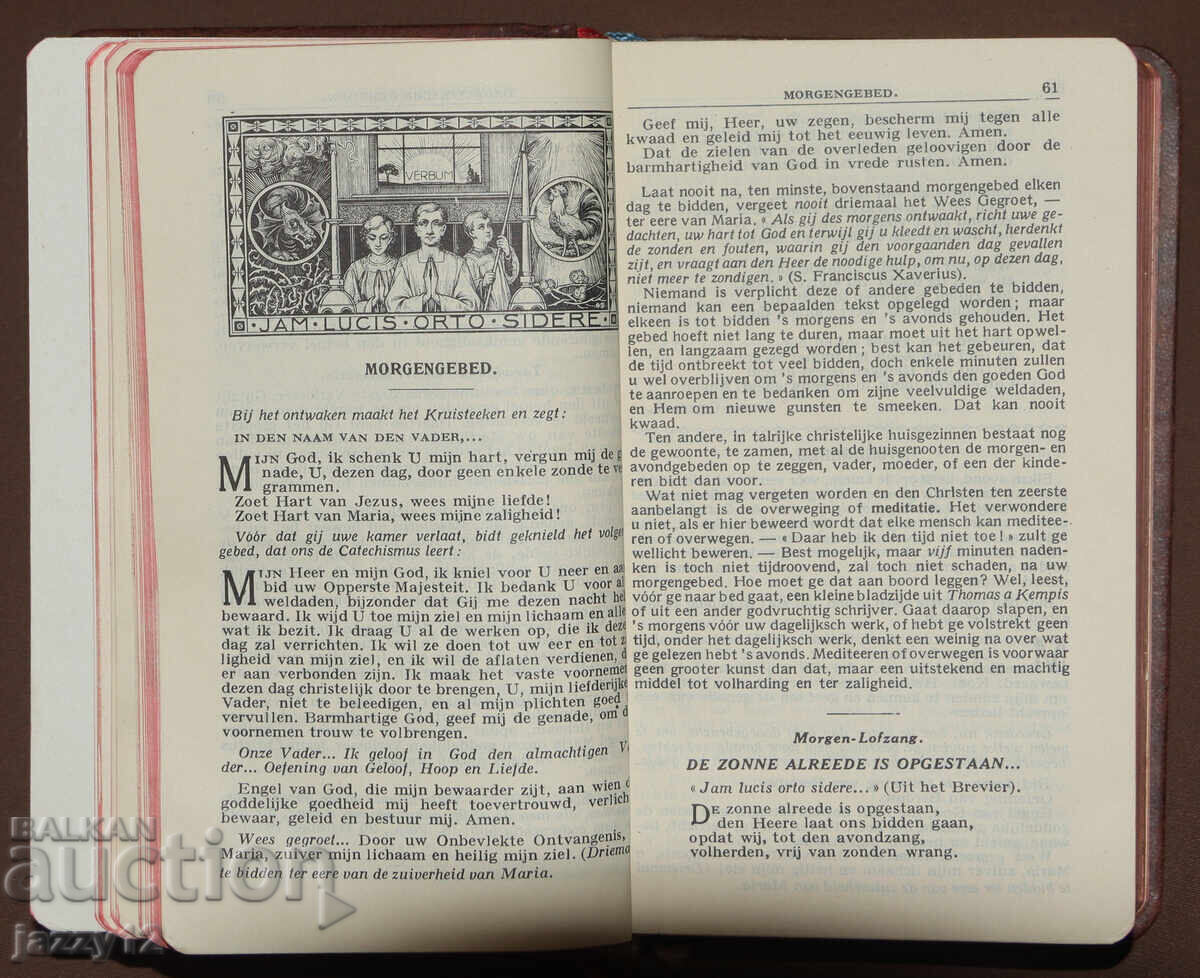 VERBUM
· JAM · LUCIS · ORTO · SIDERE ·
MORGENGEBED.
Bij het ontwaken maakt het Kruisteeken en zegt:
IN DEN NAAM VAN DEN VADER,...
MIJN God, ik schenk U mijn hart, vergun mij de g
nade, U, dezen dag, door geen enkele zonde te ve
grammen.
Zoet Hart van Jezus, wees mijne liefde!
Zoet Hart van Maria, wees mijne zaligheid!
Vóór dat gij uwe kamer verlaat, bidt geknield het volge
gebed, dat ons de Catechismus leert:
MIJN Heer en mijn God, ik kniel voor U neer en aa
bid uw Opperste Majesteit. Ik bedank U voor al
weldaden, bijzonder dat Gij me dezen nacht he
bewaard. Ik wijd U toe mijn ziel en mijn lichaam en alle
wat ik bezit. Ik draag U al de werken op, die ik deze
dag zal verrichten. Ik wil ze doen tot uw eer en tot z
ligheid van mijn ziel, en ik wil de aflaten verdienen, d
er aan verbonden zijn. Ik maak het vaste voornemen
dezen dag christelijk door te brengen, U, mijn liefderijke
Vader, niet te beleedigen, en al mijn plichten goed
vervullen. Barmhartige God, geef mij de genade, om d
voornemen trouw te volbrengen.
Onze Vader... Ik geloof in God den almachtigen V
der... Oefening van Geloof, Hoop en Liefde.
Engel van God, die mijn bewaarder zijt, aan wien d
goddelijke goedheid mij heeft toevertrouwd, verlich
bewaar, geleid en bestuur mij. Amen.
Wees gegroet... Door uw Onbevlekte Ontvangenis,
Maria, zuiver mijn lichaam en heilig mijn ziel. (Driema
te bidden ter eere van de zuiverheid van Maria.
MORGENGEBED. 61
Geef mij, Heer, uw zegen, bescherm mij tegen alle
kwaad en geleid mij tot het eeuwig leven. Amen.
Dat de zielen van de overleden geloovigen door de
barmhartigheid van God in vrede rusten. Amen.
Laat nooit na, ten minste, bovenstaand morgengebed elken
dag te bidden, vergeet nooit driemaal het Wees Gegroet, —
ter eere van Maria. « Als gij des morgens ontwaakt, richt uwe ge-
dachten, uw hart tot God en terwijl gij u kleedt en wascht, herdenkt
de zonden en fouten, waarin gij den voorgaanden dag gevallen
zijt, en vraagt aan den Heer de noodige hulp, om nu, op dezen dag,
niet meer te zondigen. » (S. Franciscus Xaverius).
Niemand is verplicht deze of andere gebeden te bidden,
niemand kan een bepaalden tekst opgelegd worden; maar
elkeen is tot bidden 's morgens en 's avonds gehouden. Het
gebed hoeft niet lang te duren, maar moet uit het hart opwel-
len, en langzaam gezegd worden; best kan het gebeuren, dat
de tijd ontbreekt tot veel bidden, doch enkele minuten zullen
u wel overblijven om 's morgens en 's avonds den goeden God
te aanroepen en te bedanken om zijne veelvuldige weldaden,
en Hem om nieuwe gunsten te smeeken. Dat kan nooit
kwaad.
Ten andere, in talrijke christelijke huisgezinnen bestaat nog
de gewoonte, te zamen, met al de huisgenooten de morgen- en
avondgebeden op te zeggen, vader, moeder, of een der kinde-
ren bidt dan voor.
Wat niet mag vergeten worden en den Christen ten zeerste
aanbelangt is de overweging of meditatie. Het verwondere
u niet, als er hier beweerd wordt dat elke mensch kan meditee-
ren of overwegen. — « Daar heb ik den tijd niet toe! » zult ge
wellicht beweren. — Best mogelijk, maar vijf minuten naden-
ken is toch niet tijdroovend, zal toch niet schaden, na uw
morgengebed. Hoe moet ge dat aan boord leggen? Wel, leest,
vóór ge naar bed gaat, een kleine bladzijde uit Thomas a Kempis
of uit een ander godvruchtig schrijver. Gaat daarop slapen, en
's morgens vóór uw dagelijksch werk, of hebt ge volstrekt geen
tijd, onder het dagelijksch werk, denkt een weinig na over wat
ge gelezen hebt 's avonds. Mediteeren of overwegen is voorwaar
geen grooter kunst dan dat, maar een uitstekend en machtig
middel tot volharding en ter zaligheid.
Morgen-Lofzang.
DE ZONNE ALREEDE IS OPGESTAAN...
« Jam lucis orto sidere... » (Uit het Brevier).
DE zonne alreede is opgestaan,
den Heere laat ons bidden gaan,
opdat wij, tot den avondzang,
volherden, vrij van zonden wrang.
BALKAN
auction
jazzy12